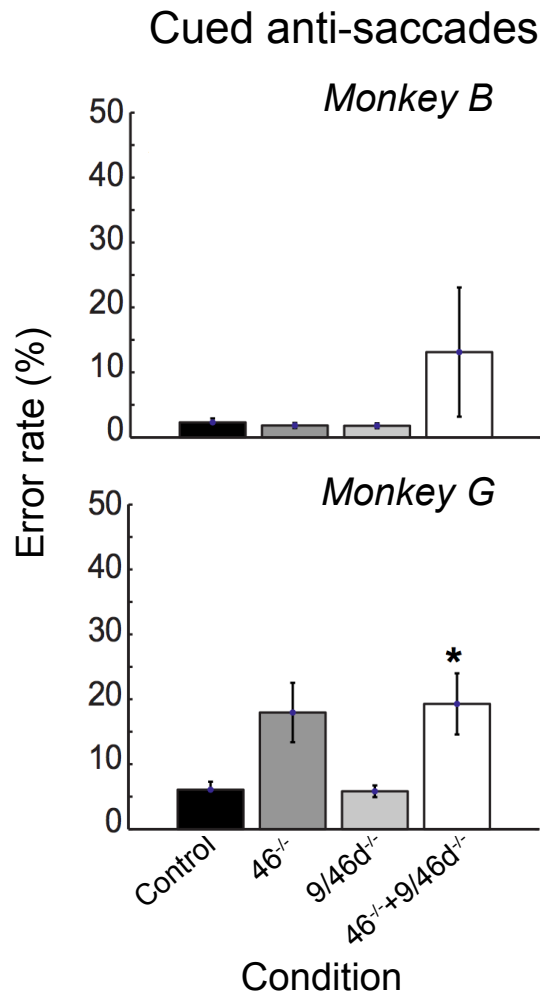 Cued anti-saccades
Monkey B
50
40
30
20
10
0
Error rate (%)
Monkey G
50
40
30
20
10
0
*
Control
46-/-
9/46d-/-
46-/-+9/46d-/-
Condition